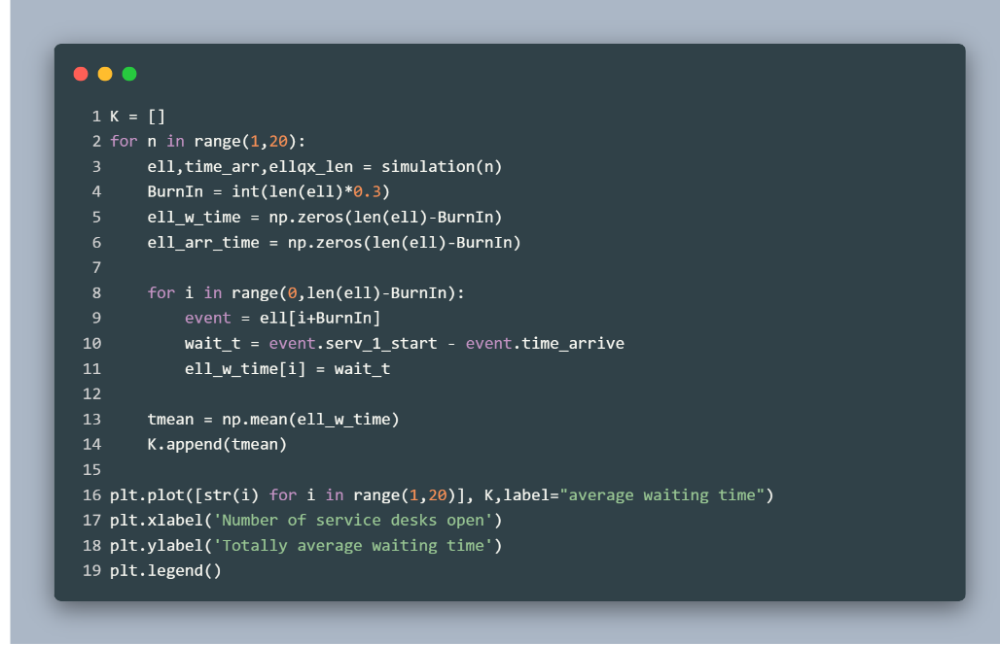 1 K = []
2 for n in range(1,20):
3     ell,time_arr,ellqx_len = simulation(n)
4     BurnIn = int(len(ell)*0.3)
5     ell_w_time = np.zeros(len(ell)-BurnIn)
6     ell_arr_time = np.zeros(len(ell)-BurnIn)
7
8     for i in range(0,len(ell)-BurnIn):
9         event = ell[i+BurnIn]
10         wait_t = event.serv_1_start - event.time_arrive
11         ell_w_time[i] = wait_t
12
13     tmean = np.mean(ell_w_time)
14     K.append(tmean)
15
16 plt.plot([str(i) for i in range(1,20)], K,label="average waiting time")
17 plt.xlabel('Number of service desks open')
18 plt.ylabel('Totally average waiting time')
19 plt.legend()